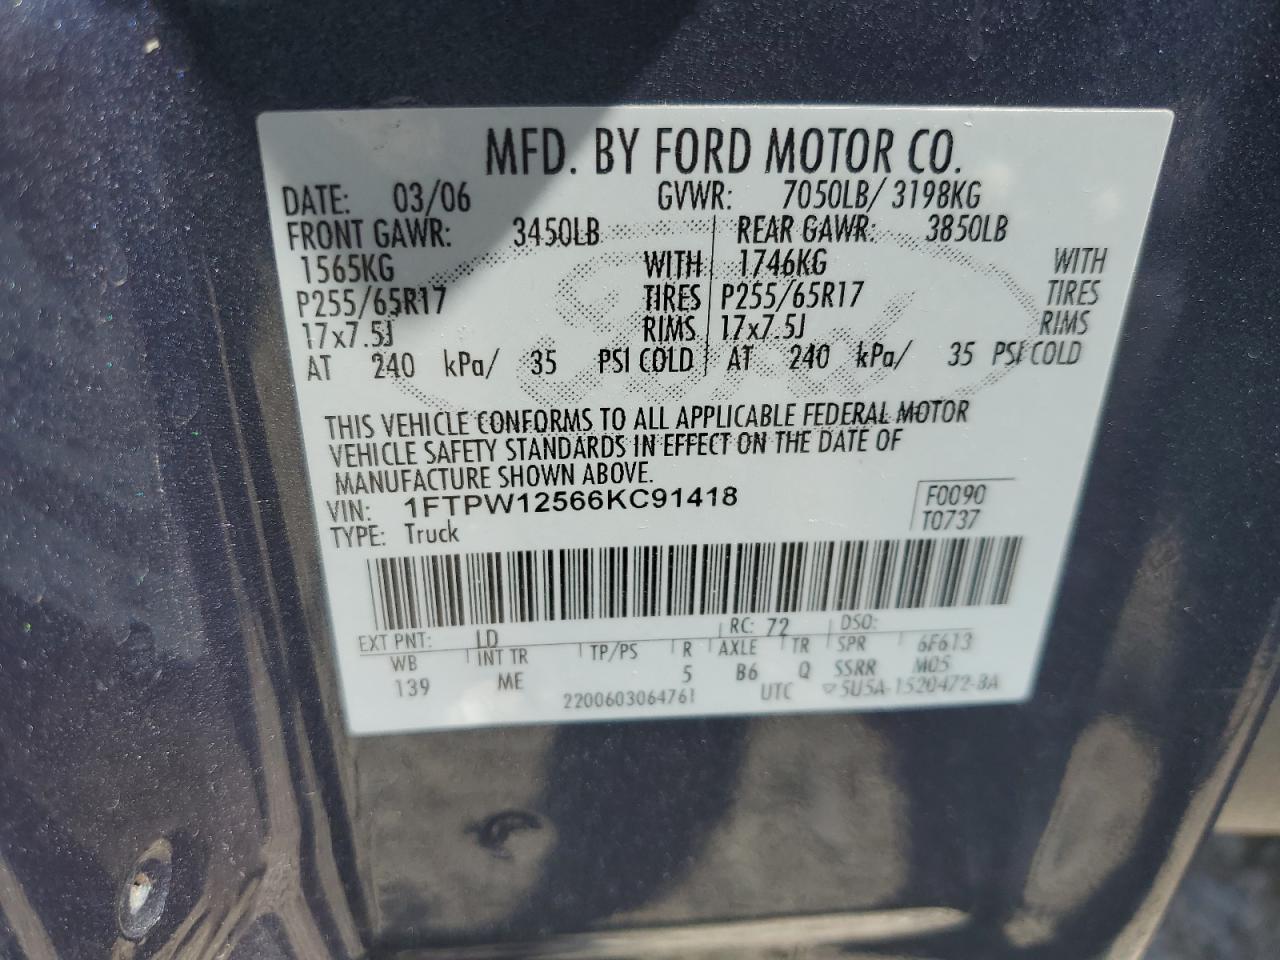 MFD. BY FORD MOTOR CO.
DATE: 03/06 GVWR: 7050LB/ 3198KG
FRONT GAWR: 3450LB REAR GAWR: 3850LB
1565KG WITH 1746KG WITH
P255/65R17 TIRES P255/65R17 TIRES
17x7.5J RIMS 17x7.5J RIMS
AT 240 kPa/ 35 PSI COLD AT 240 kPa/ 35 PSI COLD
THIS VEHICLE CONFORMS TO ALL APPLICABLE FEDERAL MOTOR
VEHICLE SAFETY STANDARDS IN EFFECT ON THE DATE OF
MANUFACTURE SHOWN ABOVE.
VIN: 1FTPW12566KC91418 F0090
TYPE: Truck T0737
EXT PNT: LD RC: 72 DSO:
WB INT TR TP/PS R AXLE TR SPR 6F613
139 ME 5 B6 Q SSRR M05
2200603064761 UTC ▽5U5A-1520472-BA